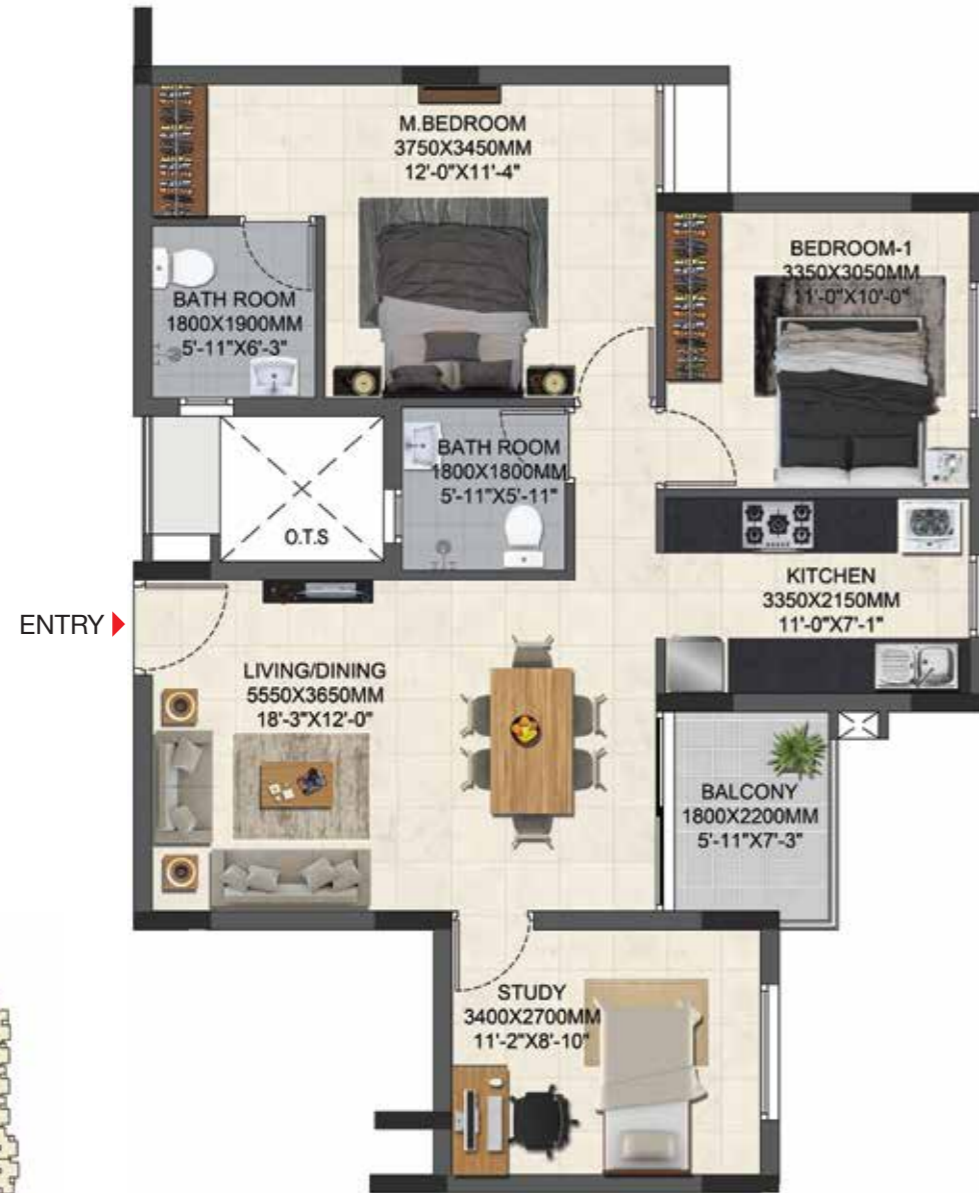 M.BEDROOM
3750X3450MM
12'-0"X11'-4"
BEDROOM-1
3350X3050MM
11'-0"X10'-0"
BATH ROOM
1800X1900MM
5'-11"X6'-3"
BATH ROOM
1800X1800MM
5'-11"X5'-11"
O.T.S
KITCHEN
3350X2150MM
11'-0"X7'-1"
ENTRY
LIVING/DINING
5550X3650MM
18'-3"X12'-0"
BALCONY
1800X2200MM
5'-11"X7'-3"
STUDY
3400X2700MM
11'-2"X8'-10"